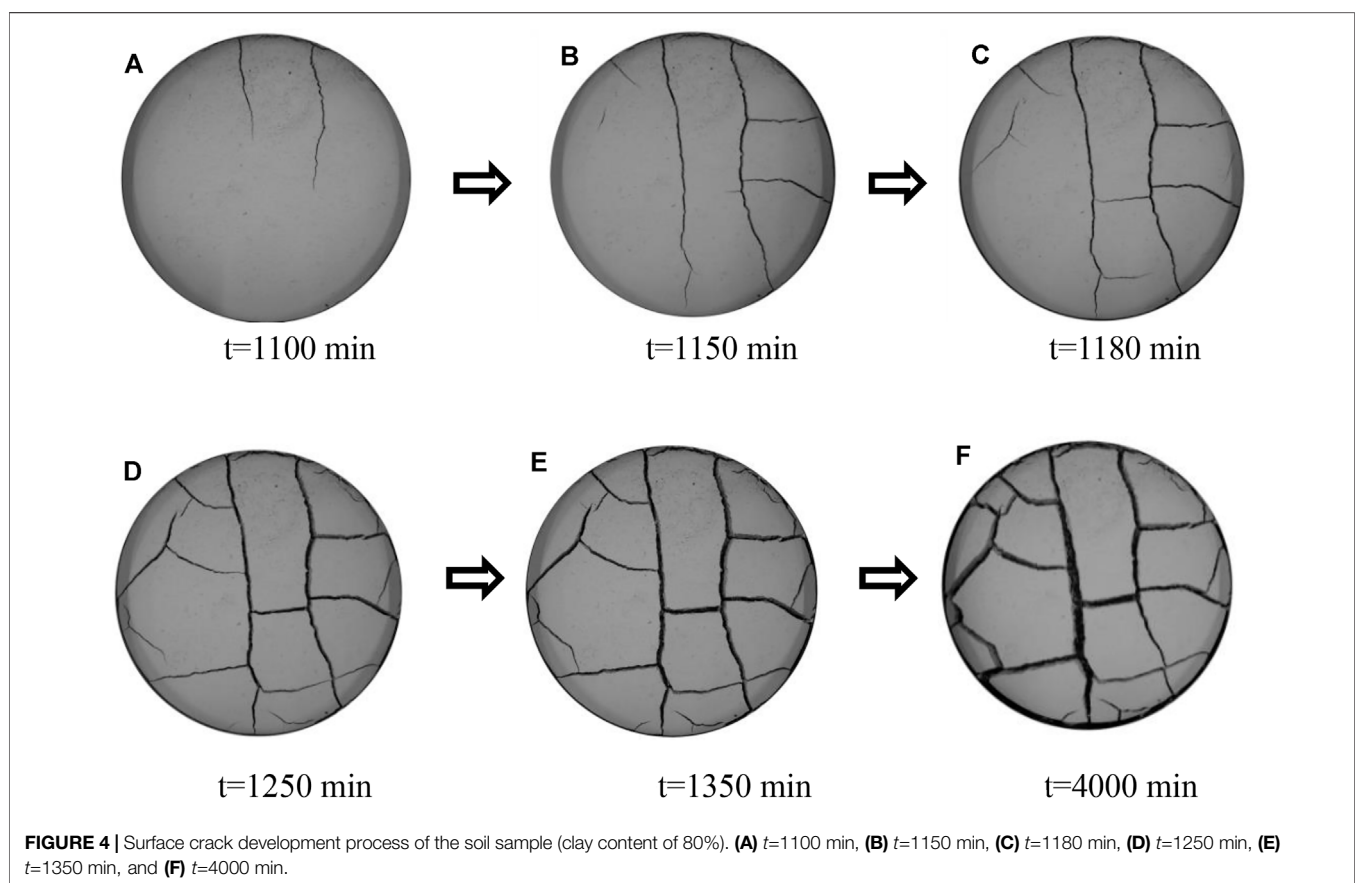 A
B
C
t=1100 min
t=1150 min
t=1180 min
D
E
F
t=1250 min
t=1350 min
t=4000 min
FIGURE 4 | Surface crack development process of the soil sample (clay content of 80%). (A) t=1100 min, (B) t=1150 min, (C) t=1180 min, (D) t=1250 min, (E)
t=1350 min, and (F) t=4000 min.